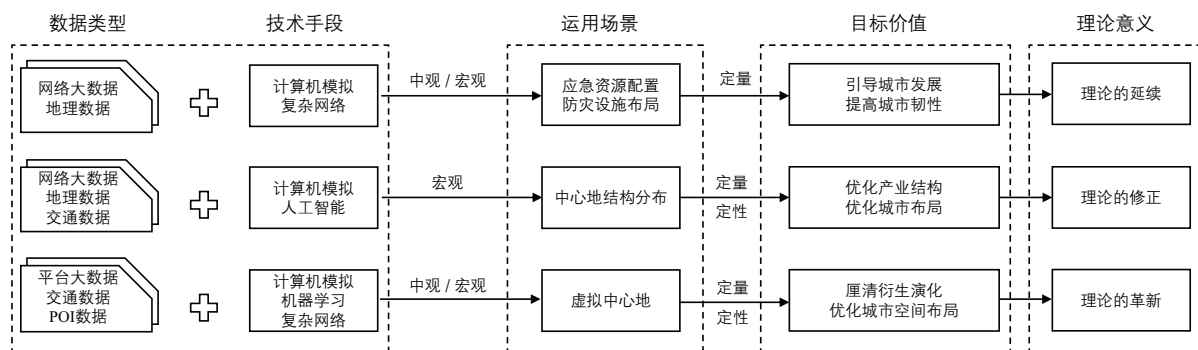 数据类型
技术手段
运用场景
目标价值
理论意义
网络大数据
地理数据
计算机模拟
复杂网络
中观 / 宏观
应急资源配置
防灾设施布局
定量
引导城市发展
提高城市韧性
理论的延续
网络大数据
地理数据
交通数据
计算机模拟
人工智能
宏观
中心地结构分布
定量
定性
优化产业结构
优化城市布局
理论的修正
平台大数据
交通数据
POI数据
计算机模拟
机器学习
复杂网络
中观 / 宏观
虚拟中心地
定量
定性
厘清衍生演化
优化城市空间布局
理论的革新